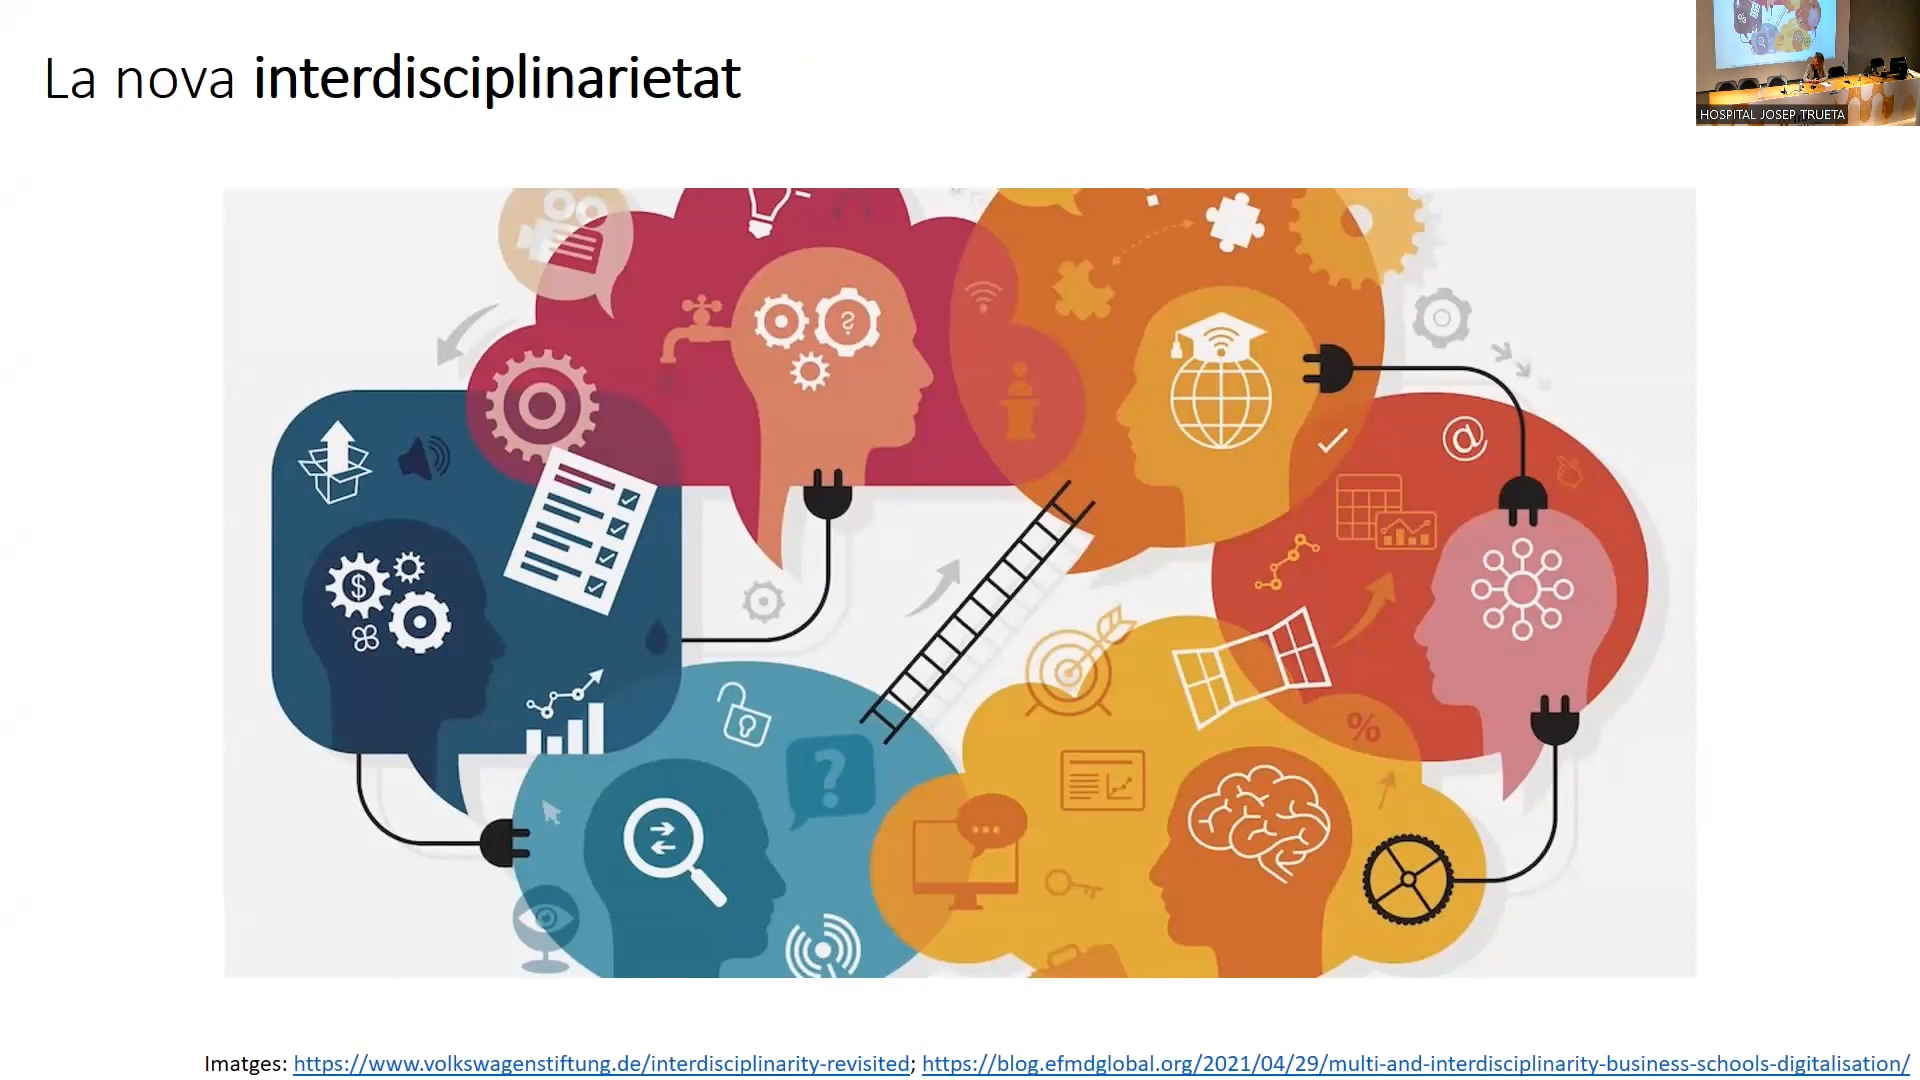 La nova interdisciplinarietat
HOSPITAL JOSEP TRUETA
?
$
@
?
%
Imatges: https://www.volkswagenstiftung.de/interdisciplinarity-revisited; https://blog.efmdglobal.org/2021/04/29/multi-and-interdisciplinarity-business-schools-digitalisation/